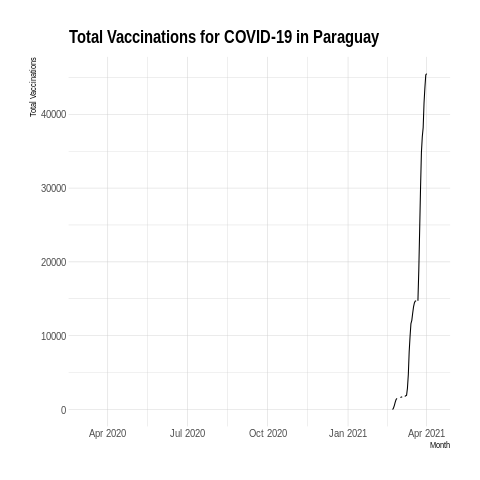 Total Vaccinations for COVID-19 in Paraguay
Total Vaccinations
40000
30000
20000
10000
0
Apr 2020 Jul 2020 Oct 2020 Jan 2021 Apr 2021
Month